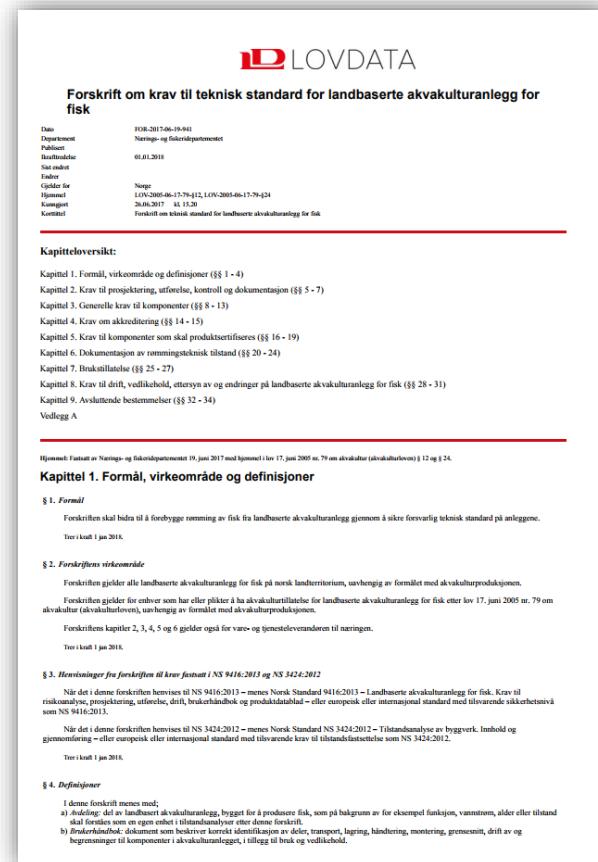 LOVDATA
Forskrift om krav til teknisk standard for landbaserte akvakulturanlegg for
fisk
Dato FOR-2017-06-19-941
Departement Nærings- og fiskeridepartementet
Publisert
Ikrafttredelse 01.01.2018
Sist endret
Endrer
Gjelder for Norge
Hjemmel LOV-2005-06-17-79-§12, LOV-2005-06-17-79-§24
Kunngjort 26.06.2017 kl. 15.20
Korttittel Forskrift om teknisk standard for landbaserte akvakulturanlegg for fisk
Kapitteloversikt:
Kapittel 1. Formål, virkeområde og definisjoner (§§ 1 - 4)
Kapittel 2. Krav til prosjektering, utførelse, kontroll og dokumentasjon (§§ 5 - 7)
Kapittel 3. Generelle krav til komponenter (§§ 8 - 13)
Kapittel 4. Krav om akkreditering (§§ 14 - 15)
Kapittel 5. Krav til komponenter som skal produktsertifiseres (§§ 16 - 19)
Kapittel 6. Dokumentasjon av rømmingsteknisk tilstand (§§ 20 - 24)
Kapittel 7. Brukstillatelse (§§ 25 - 27)
Kapittel 8. Krav til drift, vedlikehold, ettersyn av og endringer på landbaserte akvakulturanlegg for fisk (§§ 28 - 31)
Kapittel 9. Avsluttende bestemmelser (§§ 32 - 34)
Vedlegg A
Hjemmel: Fastsatt av Nærings- og fiskeridepartementet 19. juni 2017 med hjemmel i lov 17. juni 2005 nr. 79 om akvakultur (akvakulturloven) § 12 og § 24.
Kapittel 1. Formål, virkeområde og definisjoner
§ 1. Formål
Forskriften skal bidra til å forebygge rømming av fisk fra landbaserte akvakulturanlegg gjennom å sikre forsvarlig teknisk standard på anleggene.
Trer i kraft 1 jan 2018.
§ 2. Forskriftens virkeområde
Forskriften gjelder alle landbaserte akvakulturanlegg for fisk på norsk landterritorium, uavhengig av formålet med akvakulturproduksjonen.
Forskriften gjelder for enhver som har eller plikter å ha akvakulturtillatelse for landbaserte akvakulturanlegg for fisk etter lov 17. juni 2005 nr. 79 om
akvakultur (akvakulturloven), uavhengig av formålet med akvakulturproduksjonen.
Forskriftens kapitler 2, 3, 4, 5 og 6 gjelder også for vare- og tjenesteleverandøren til næringen.
Trer i kraft 1 jan 2018.
§ 3. Henvisninger fra forskriften til krav fastsatt i NS 9416:2013 og NS 3424:2012
Når det i denne forskriften henvises til NS 9416:2013 – menes Norsk Standard 9416:2013 – Landbaserte akvakulturanlegg for fisk. Krav til
risikoanalyse, prosjektering, utførelse, drift, brukerhåndbok og produktdatablad – eller europeisk eller internasjonal standard med tilsvarende sikkerhetsnivå
som NS 9416:2013.
Når det i denne forskriften henvises til NS 3424:2012 – menes Norsk Standard NS 3424:2012 – Tilstandsanalyse av byggverk. Innhold og
gjennomføring – eller europeisk eller internasjonal standard med tilsvarende krav til tilstandsfastsettelse som NS 3424:2012.
Trer i kraft 1 jan 2018.
§ 4. Definisjoner
I denne forskrift menes med;
a) Avdeling: del av landbasert akvakulturanlegg, bygget for å produsere fisk, som på bakgrunn av for eksempel funksjon, vannstrøm, alder eller tilstand
skal forståes som en egen enhet i tilstandsanalyser etter denne forskrift.
b) Brukerhåndbok: dokument som beskriver korrekt identifikasjon av deler, transport, lagring, håndtering, montering, grensesnitt, drift av og
begrensninger til komponenter i akvakulturanlegget, i tillegg til bruk og vedlikehold.